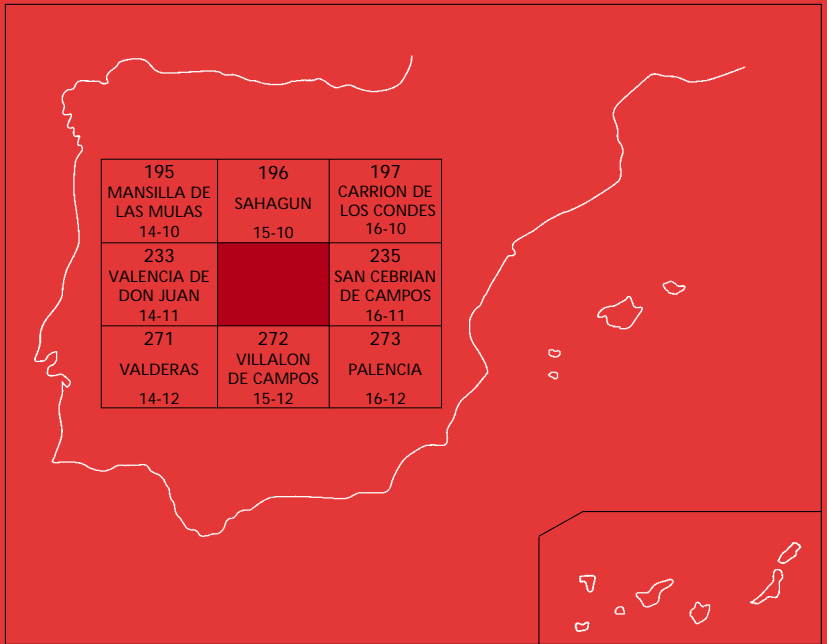 195
MANSILLA DE
LAS MULAS
14-10
196
SAHAGUN
15-10
197
CARRION DE
LOS CONDES
16-10
233
VALENCIA DE
DON JUAN
14-11
235
SAN CEBRIAN
DE CAMPOS
16-11
271
VALDERAS
14-12
272
VILLALON
DE CAMPOS
15-12
273
PALENCIA
16-12